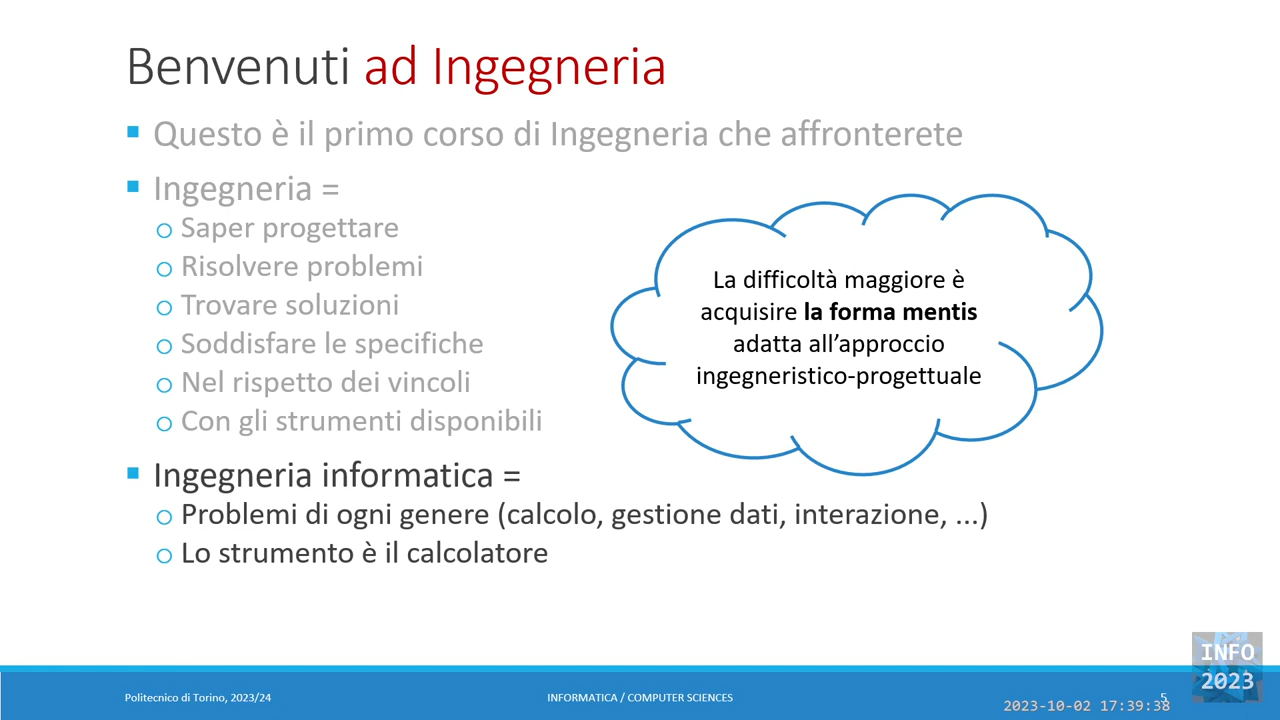 Benvenuti ad Ingegneria
Questo è il primo corso di Ingegneria che affronterete
Ingegneria =
Saper progettare
Risolvere problemi
Trovare soluzioni
Soddisfare le specifiche
Nel rispetto dei vincoli
Con gli strumenti disponibili
La difficoltà maggiore è
acquisire la forma mentis
adatta all’approccio
ingegneristico-progettuale
Ingegneria informatica =
Problemi di ogni genere (calcolo, gestione dati, interazione, ...)
Lo strumento è il calcolatore
Politecnico di Torino, 2023/24
INFORMATICA / COMPUTER SCIENCES
5
2023-10-02 17:39:38
INFO
2023